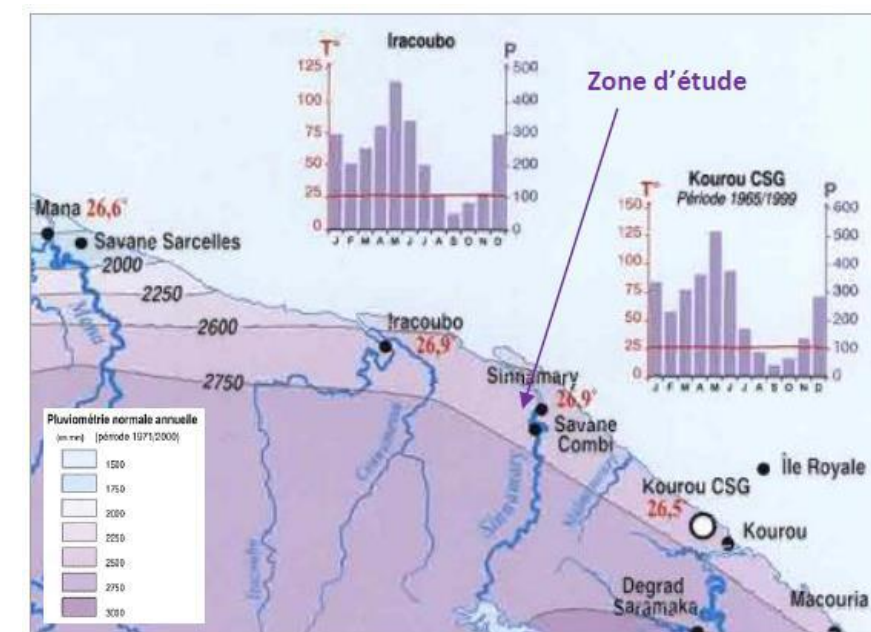 Iracoubo
T°
P
125
100
75
50
25
0
500
400
300
200
100
0
J F M A M J J A S O N D
Zone d'étude
Kourou CSG
Période 1965/1999
T°
P
150
125
100
75
50
25
0
600
500
400
300
200
100
0
J F M A M J J A S O N D
Mana 26,6°
Savane Sarcelles
2000
2250
2600
2750
Mana
Iracoubo
26,9°
Sinnamary
26,9°
Savane
Combi
Île Royale
Kourou CSG
26,5°
Kourou
Degrad
Saramaka
Macouria
Iracoubo
Counamama
Sinnamary
Pluviométrie normale annuelle
(en mm) (période 1971/2000)
1500
1750
2000
2250
2500
2750
3000